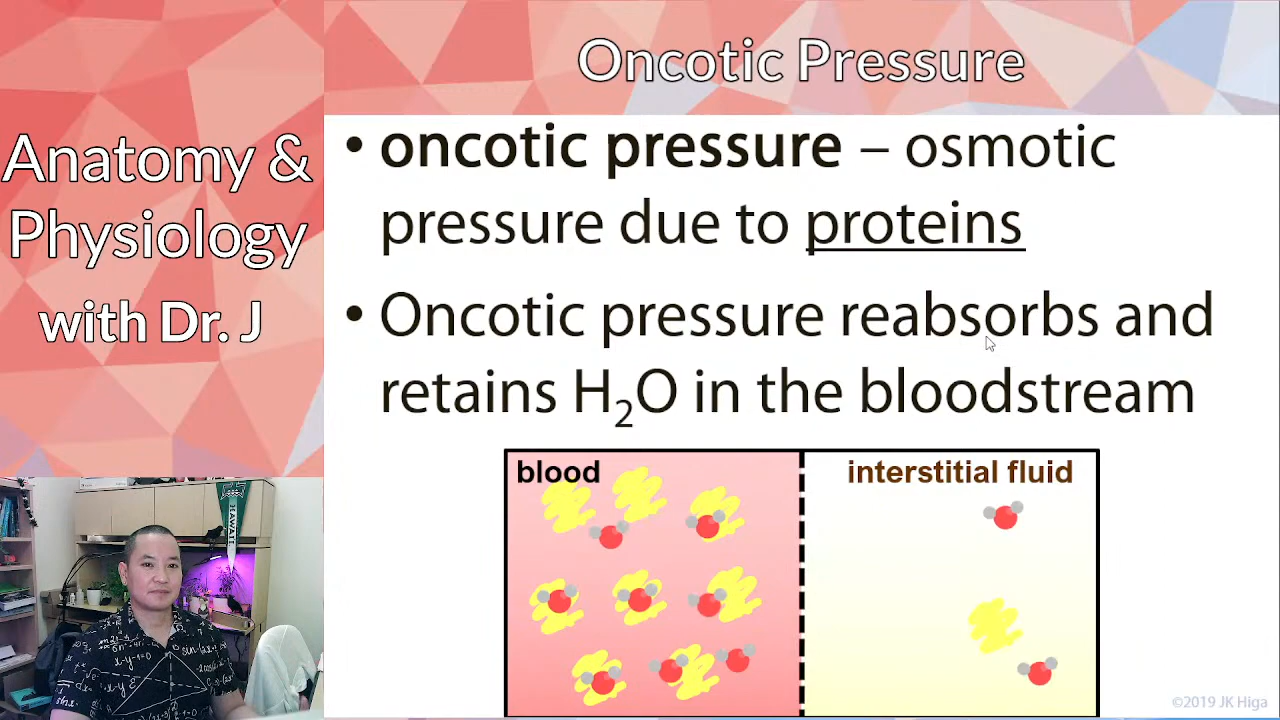 Oncotic Pressure
Anatomy &
Physiology
with Dr. J
• oncotic pressure – osmotic
pressure due to proteins
• Oncotic pressure reabsorbs and
retains H₂O in the bloodstream
blood
interstitial fluid
HAWAII
©2019 JK Higa